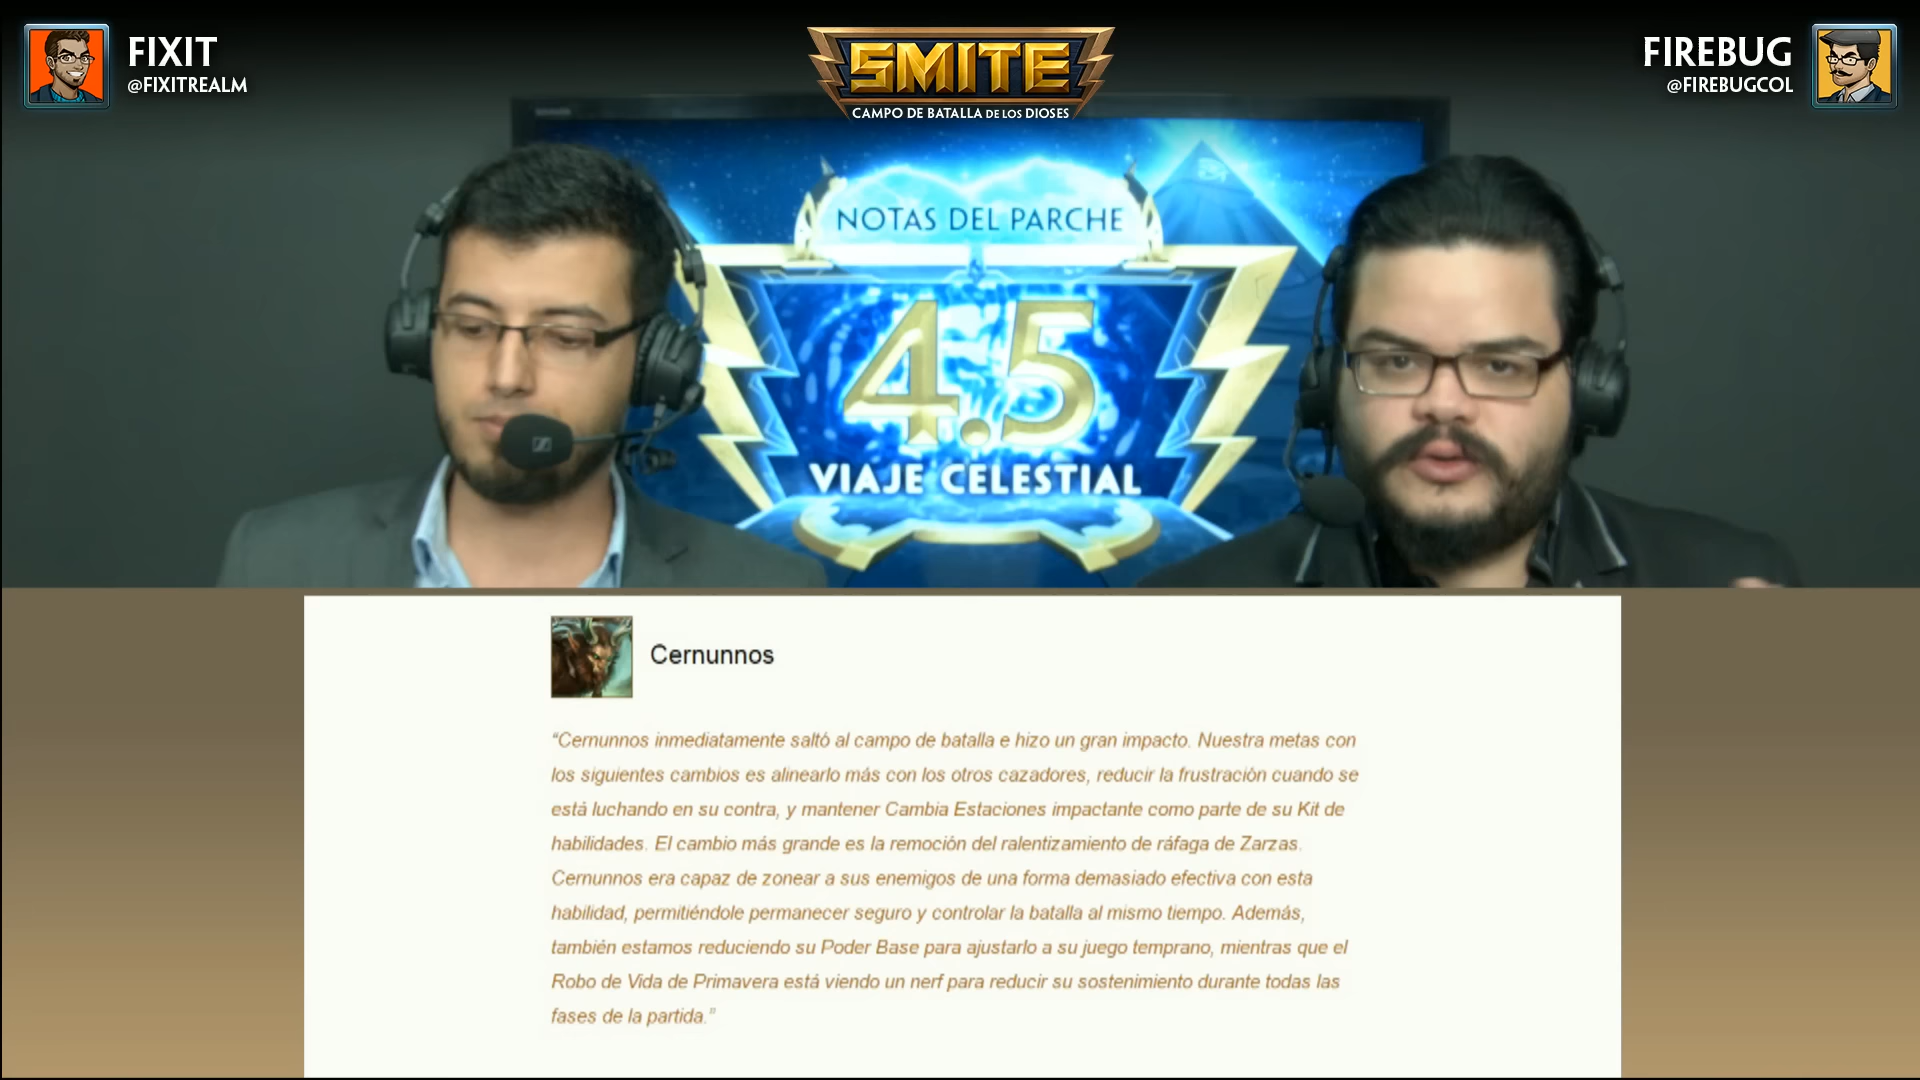 FIXIT
@FIXITREALM
SMITE
CAMPO DE BATALLA DE LOS DIOSES
FIREBUG
@FIREBUGCOL
NOTAS DEL PARCHE
4.5
VIAJE CELESTIAL
Cernunnos
“Cernunnos inmediatamente saltó al campo de batalla e hizo un gran impacto. Nuestra metas con
los siguientes cambios es alinearlo más con los otros cazadores, reducir la frustración cuando se
está luchando en su contra, y mantener Cambia Estaciones impactante como parte de su Kit de
habilidades. El cambio más grande es la remoción del ralentizamiento de ráfaga de Zarzas.
Cernunnos era capaz de zonear a sus enemigos de una forma demasiado efectiva con esta
habilidad, permitiéndole permanecer seguro y controlar la batalla al mismo tiempo. Además,
también estamos reduciendo su Poder Base para ajustarlo a su juego temprano, mientras que el
Robo de Vida de Primavera está viendo un nerf para reducir su sostenimiento durante todas las
fases de la partida.”